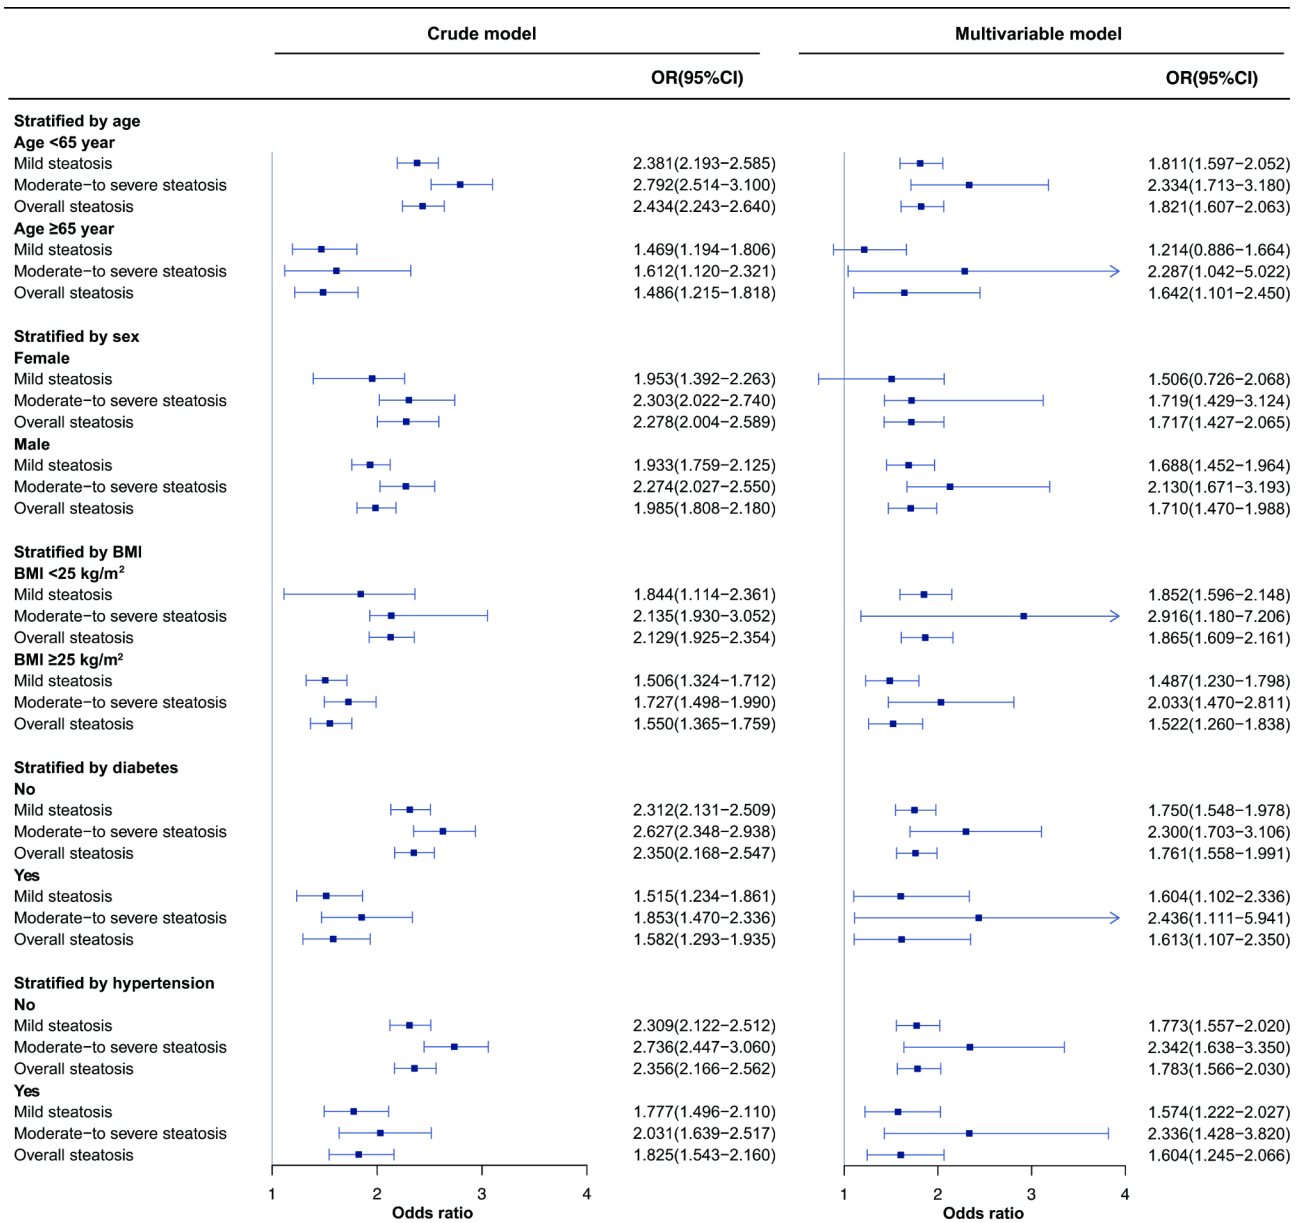 Crude model Multivariable model
OR(95%CI) OR(95%CI)
Stratified by age
Age <65 year
Mild steatosis 2.381(2.193−2.585) 1.811(1.597−2.052)
Moderate−to severe steatosis 2.792(2.514−3.100) 2.334(1.713−3.180)
Overall steatosis 2.434(2.243−2.640) 1.821(1.607−2.063)
Age ≥65 year
Mild steatosis 1.469(1.194−1.806) 1.214(0.886−1.664)
Moderate−to severe steatosis 1.612(1.120−2.321) 2.287(1.042−5.022)
Overall steatosis 1.486(1.215−1.818) 1.642(1.101−2.450)
Stratified by sex
Female
Mild steatosis 1.953(1.392−2.263) 1.506(0.726−2.068)
Moderate−to severe steatosis 2.303(2.022−2.740) 1.719(1.429−3.124)
Overall steatosis 2.278(2.004−2.589) 1.717(1.427−2.065)
Male
Mild steatosis 1.933(1.759−2.125) 1.688(1.452−1.964)
Moderate−to severe steatosis 2.274(2.027−2.550) 2.130(1.671−3.193)
Overall steatosis 1.985(1.808−2.180) 1.710(1.470−1.988)
Stratified by BMI
BMI <25 kg/m²
Mild steatosis 1.844(1.114−2.361) 1.852(1.596−2.148)
Moderate−to severe steatosis 2.135(1.930−3.052) 2.916(1.180−7.206)
Overall steatosis 2.129(1.925−2.354) 1.865(1.609−2.161)
BMI ≥25 kg/m²
Mild steatosis 1.506(1.324−1.712) 1.487(1.230−1.798)
Moderate−to severe steatosis 1.727(1.498−1.990) 2.033(1.470−2.811)
Overall steatosis 1.550(1.365−1.759) 1.522(1.260−1.838)
Stratified by diabetes
No
Mild steatosis 2.312(2.131−2.509) 1.750(1.548−1.978)
Moderate−to severe steatosis 2.627(2.348−2.938) 2.300(1.703−3.106)
Overall steatosis 2.350(2.168−2.547) 1.761(1.558−1.991)
Yes
Mild steatosis 1.515(1.234−1.861) 1.604(1.102−2.336)
Moderate−to severe steatosis 1.853(1.470−2.336) 2.436(1.111−5.941)
Overall steatosis 1.582(1.293−1.935) 1.613(1.107−2.350)
Stratified by hypertension
No
Mild steatosis 2.309(2.122−2.512) 1.773(1.557−2.020)
Moderate−to severe steatosis 2.736(2.447−3.060) 2.342(1.638−3.350)
Overall steatosis 2.356(2.166−2.562) 1.783(1.566−2.030)
Yes
Mild steatosis 1.777(1.496−2.110) 1.574(1.222−2.027)
Moderate−to severe steatosis 2.031(1.639−2.517) 2.336(1.428−3.820)
Overall steatosis 1.825(1.543−2.160) 1.604(1.245−2.066)
1 2 3 4 1 2 3 4
Odds ratio Odds ratio